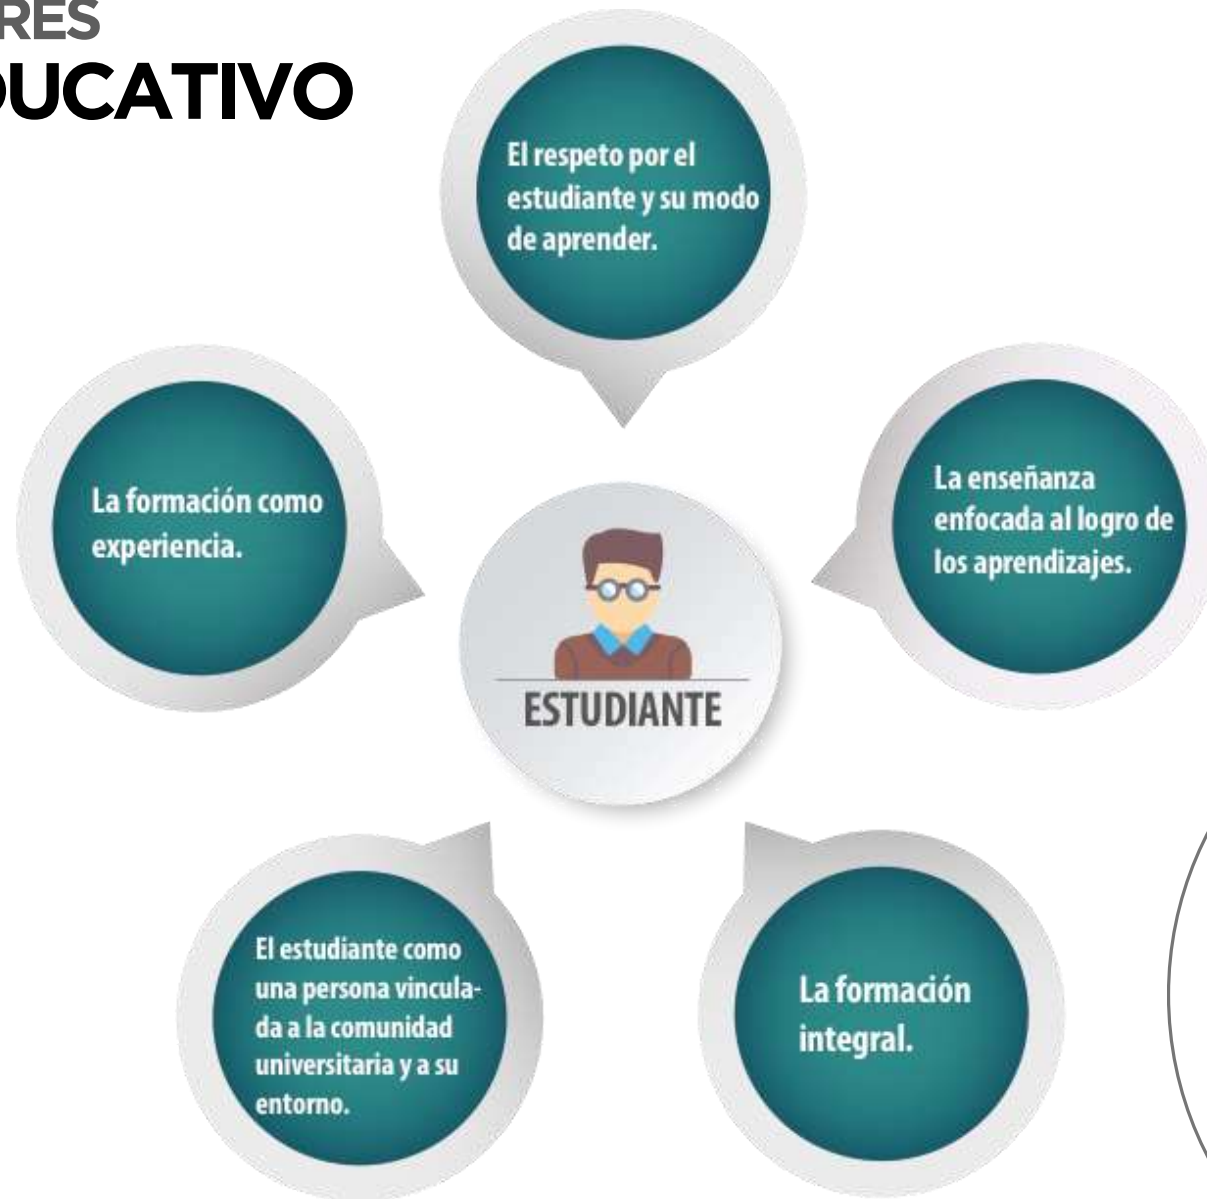 RES
DUCATIVO
El respeto por el
estudiante y su modo
de aprender.
La formación como
experiencia.
La enseñanza
enfocada al logro de
los aprendizajes.
ESTUDIANTE
El estudiante como
una persona vincula-
da a la comunidad
universitaria y a su
entorno.
La formación
integral.